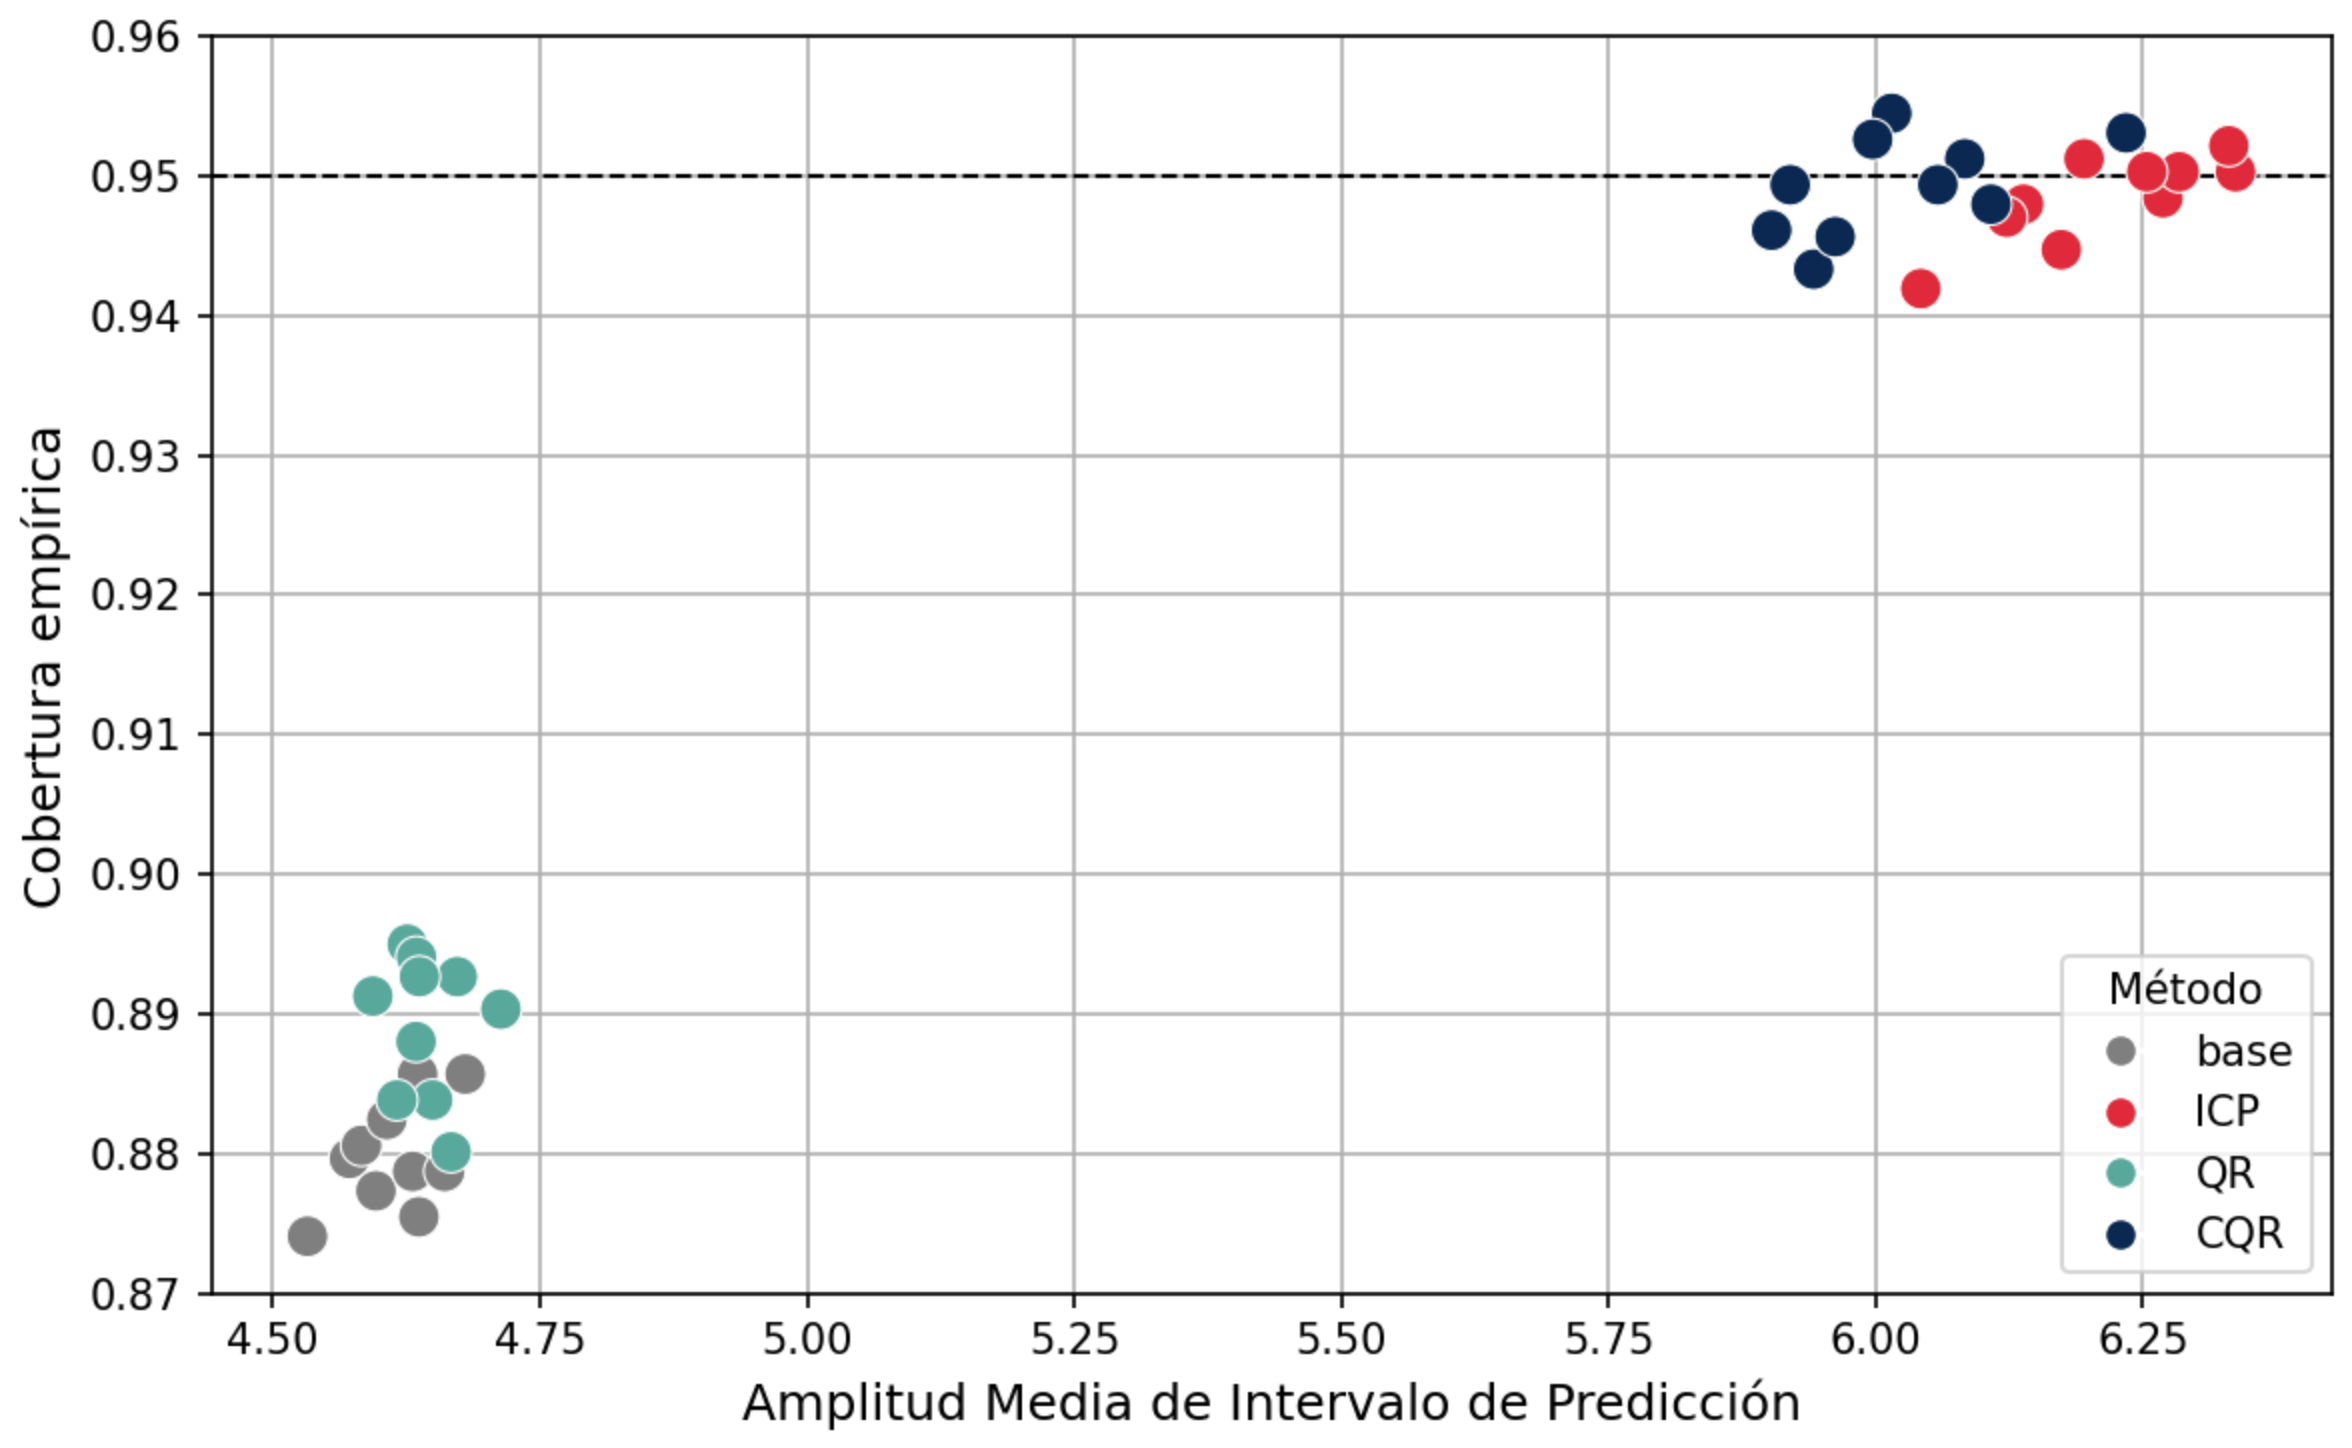 0.96
0.95
0.94
0.93
0.92
0.91
0.90
0.89
0.88
0.87
Cobertura empírica
4.50 4.75 5.00 5.25 5.50 5.75 6.00 6.25
Amplitud Media de Intervalo de Predicción
Método
base
ICP
QR
CQR